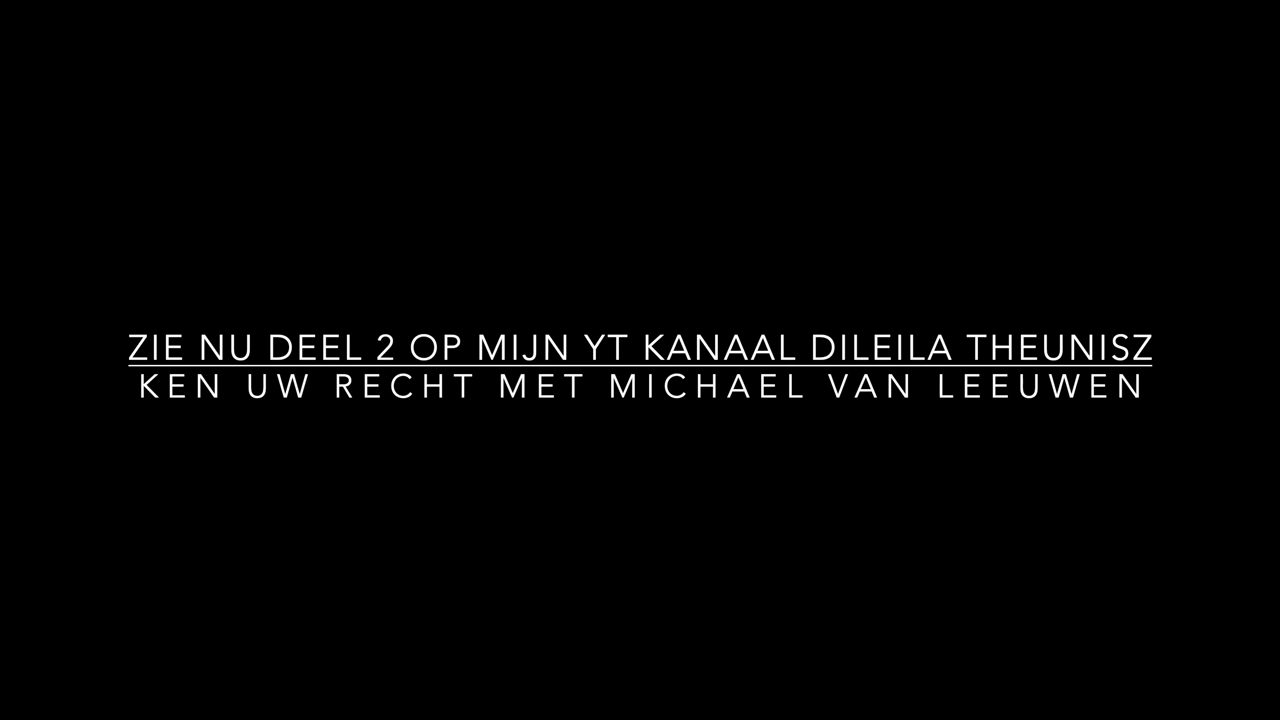 ZIE NU DEEL 2 OP MIJN YT KANAAL DILEILA THEUNISZ
KEN UW RECHT MET MICHAEL VAN LEEUWEN